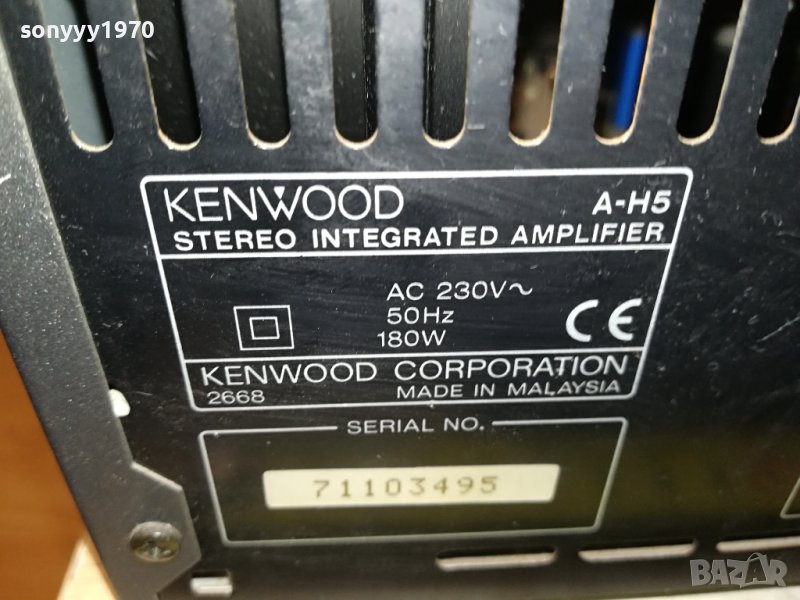 sonyyy1970
KENWOOD A-H5
STEREO INTEGRATED AMPLIFIER
AC 230V~
50Hz
180W
CE
KENWOOD CORPORATION
2668 MADE IN MALAYSIA
SERIAL NO.
71103495
BAZAR